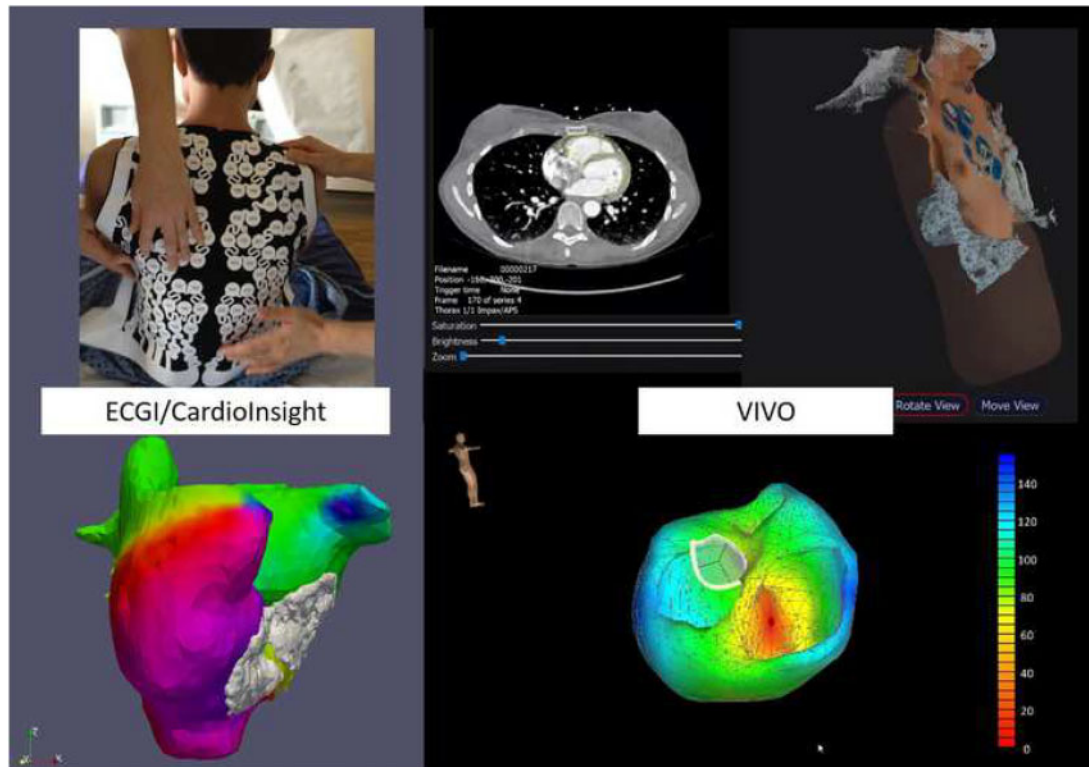 Filename 00000217
Trigger time None
Frame 170 of series 4
Thorax 1/1 Impax/APS
Saturation
Brightness
Zoom
ECGI/CardioInsight
VIVO
Rotate View
Move View
140
120
100
80
60
40
20
0
Z
X